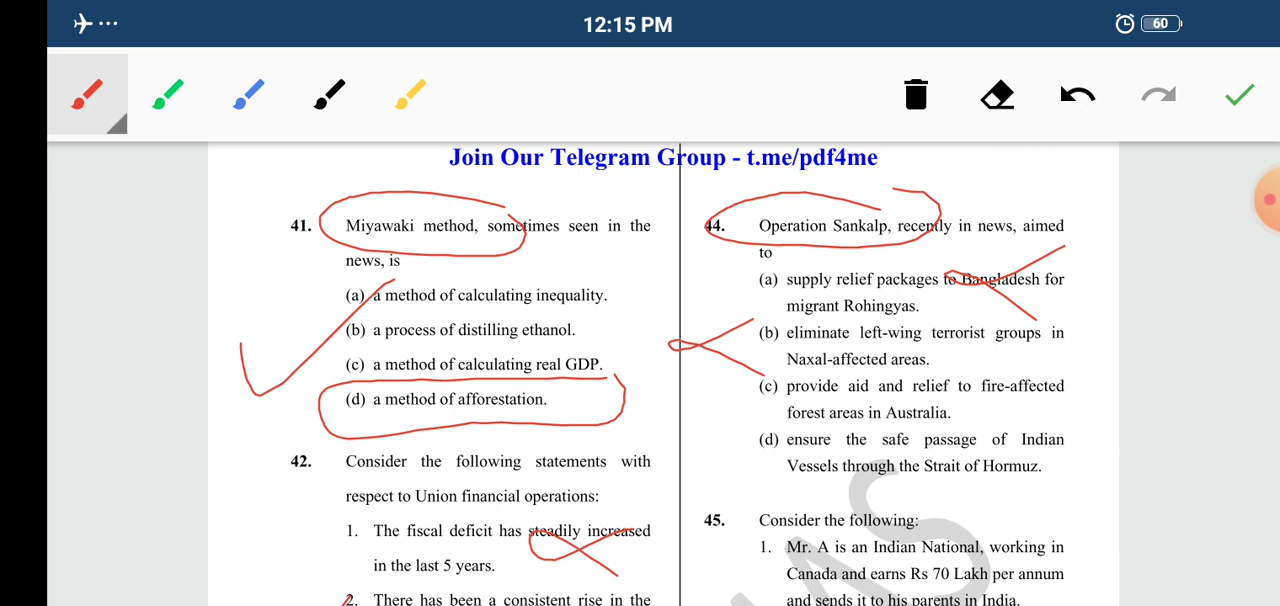 12:15 PM
60
Join Our Telegram Group - t.me/pdf4me
41. Miyawaki method, sometimes seen in the
news, is
(a) a method of calculating inequality.
(b) a process of distilling ethanol.
(c) a method of calculating real GDP.
(d) a method of afforestation.
42. Consider the following statements with
respect to Union financial operations:
1. The fiscal deficit has steadily increased
in the last 5 years.
2. There has been a consistent rise in the
44. Operation Sankalp, recently in news, aimed
to
(a) supply relief packages to Bangladesh for
migrant Rohingyas.
(b) eliminate left-wing terrorist groups in
Naxal-affected areas.
(c) provide aid and relief to fire-affected
forest areas in Australia.
(d) ensure the safe passage of Indian
Vessels through the Strait of Hormuz.
45. Consider the following:
1. Mr. A is an Indian National, working in
Canada and earns Rs 70 Lakh per annum
and sends it to his parents in India.